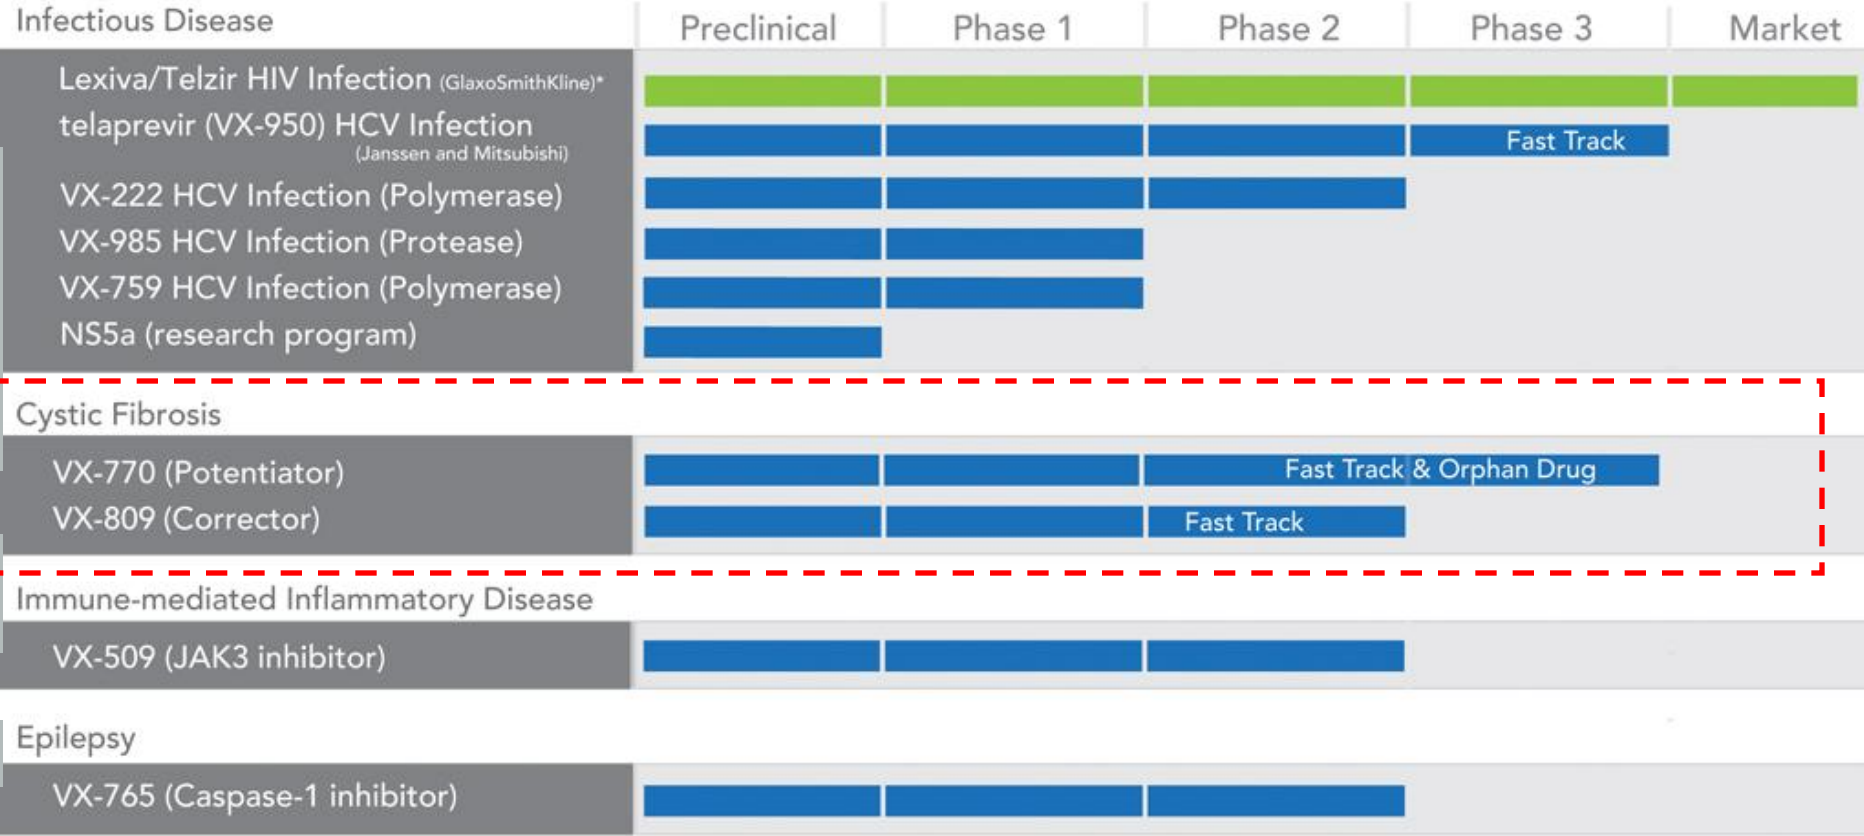 Infectious Disease Preclinical Phase 1 Phase 2 Phase 3 Market
Lexiva/Telzir HIV Infection (GlaxoSmithKline)*
telaprevir (VX-950) HCV Infection
(Janssen and Mitsubishi)
Fast Track
VX-222 HCV Infection (Polymerase)
VX-985 HCV Infection (Protease)
VX-759 HCV Infection (Polymerase)
NS5a (research program)
Cystic Fibrosis
VX-770 (Potentiator) Fast Track & Orphan Drug
VX-809 (Corrector) Fast Track
Immune-mediated Inflammatory Disease
VX-509 (JAK3 inhibitor)
Epilepsy
VX-765 (Caspase-1 inhibitor)